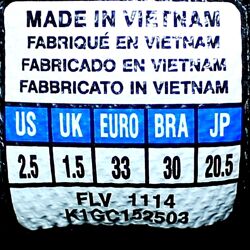 MADE IN VIETNAM
FABRIQUÉ EN VIETNAM
FABRICADO EN VIETNAM
FABBRICATO IN VIETNAM
US UK EURO BRA JP
2.5 1.5 33 30 20.5
FLV 1114
K1GC152503